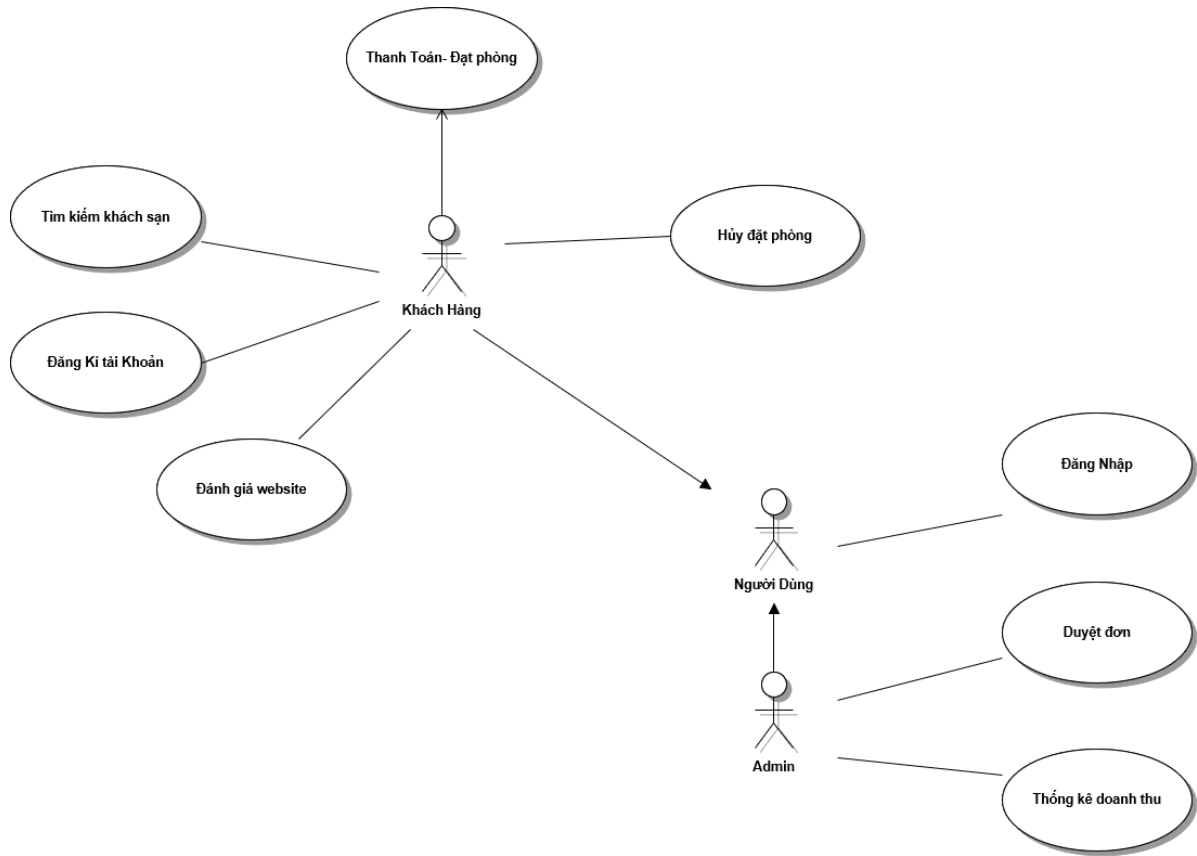 Thanh Toán- Đạt phòng
Tìm kiếm khách sạn
Hủy đặt phòng
Khách Hàng
Đăng Kí tài Khoản
Đánh giá website
Đăng Nhập
Người Dùng
Duyệt đơn
Admin
Thống kê doanh thu